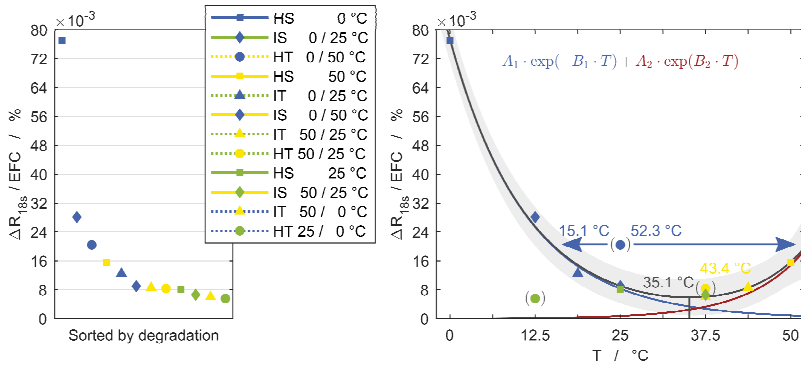 ×10⁻³
80
72
64
56
48
40
32
24
16
8
0
ΔR18s / EFC / %
Sorted by degradation
HS 0 °C
IS 0 / 25 °C
HT 0 / 50 °C
HS 50 °C
IT 0 / 25 °C
IS 0 / 50 °C
IT 50 / 25 °C
HT 50 / 25 °C
HS 25 °C
IS 50 / 25 °C
IT 50 / 0 °C
HT 25 / 0 °C
×10⁻³
80
72
64
56
48
40
32
24
16
8
0
ΔR18s / EFC / %
A₁ · exp( B₁ · T) + A₂ · exp(B₂ · T)
15.1 °C ( ) 52.3 °C
43.4 °C
35.1 °C ( )
( )
0 12.5 25 37.5 50
T / °C